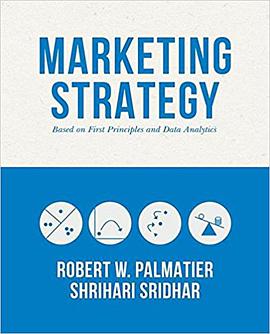 MARKETING
STRATEGY
Based on First Principles and Data Analytics
ROBERT W. PALMATIER
SHRIHARI SRIDHAR